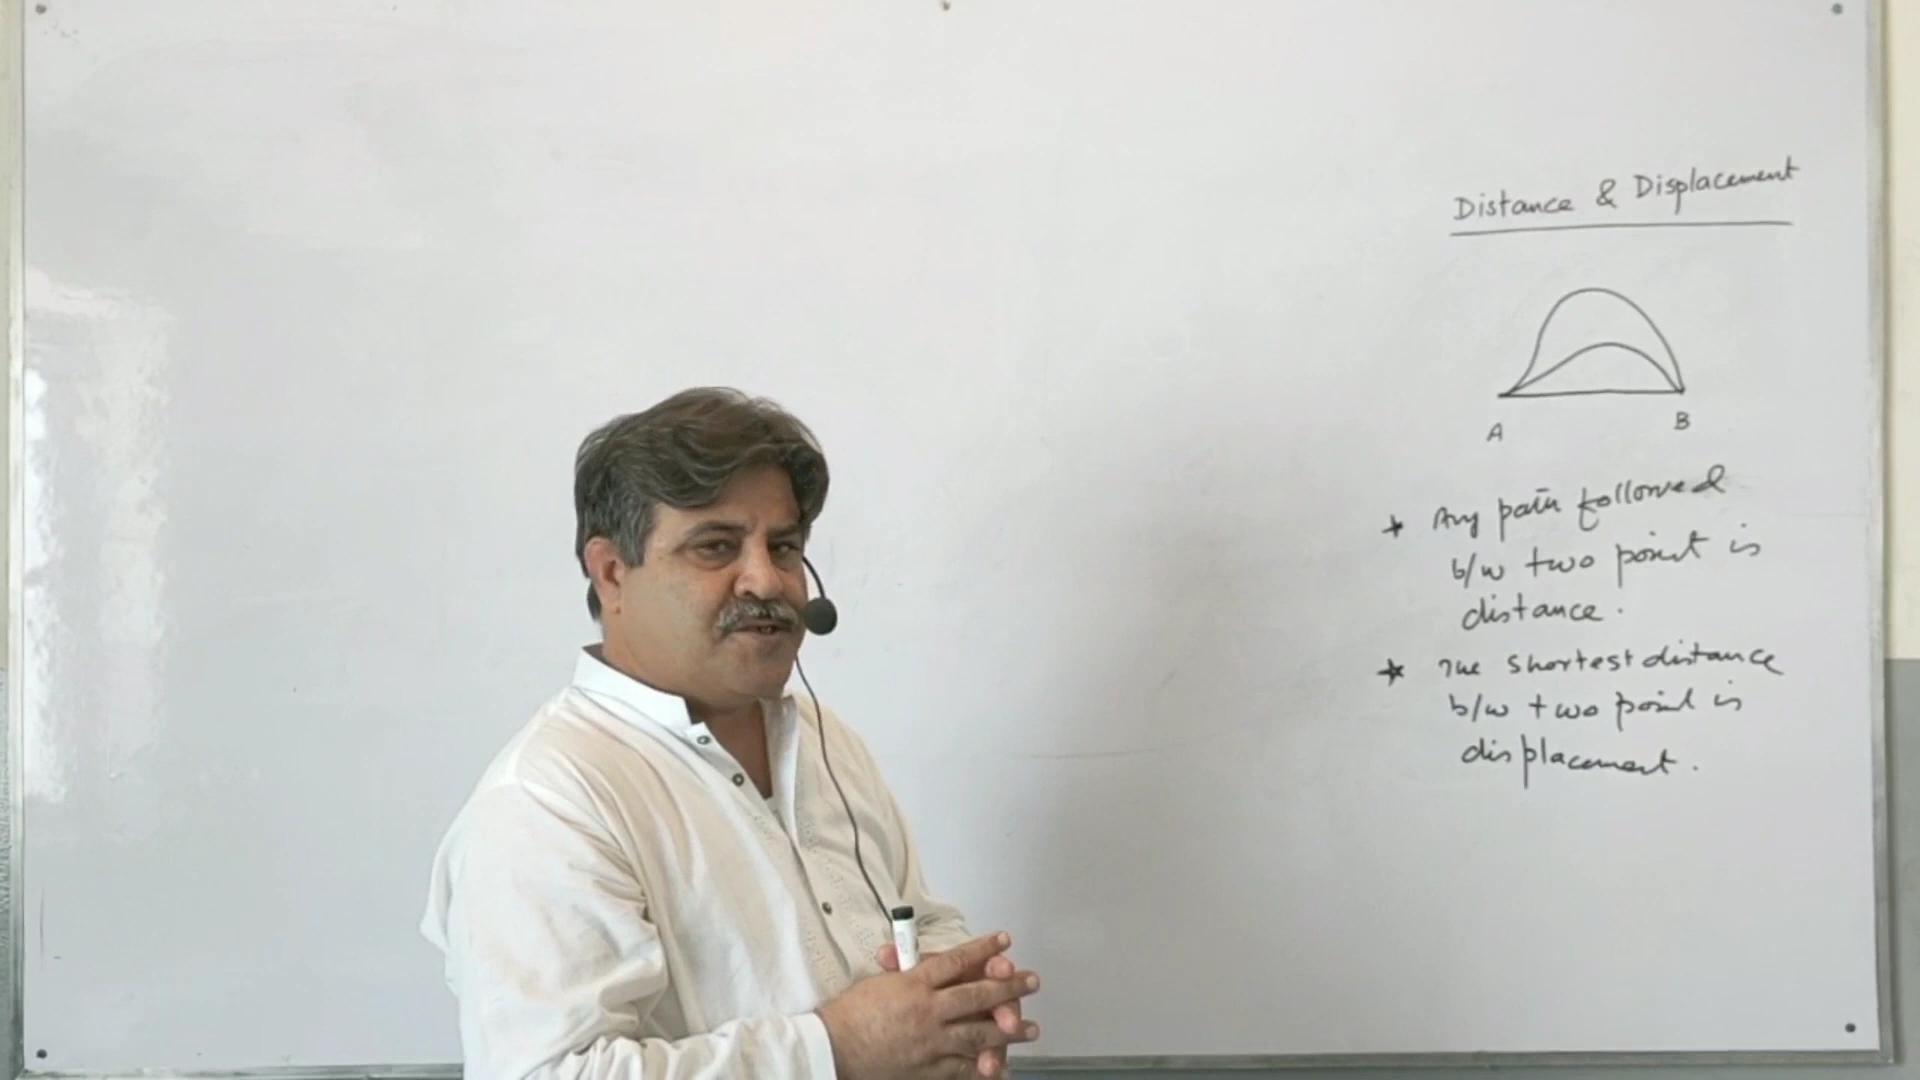 Distance & Displacement
A
B
* Any path followed
b/w two point is
distance.
* The shortest distance
b/w two point is
displacement.